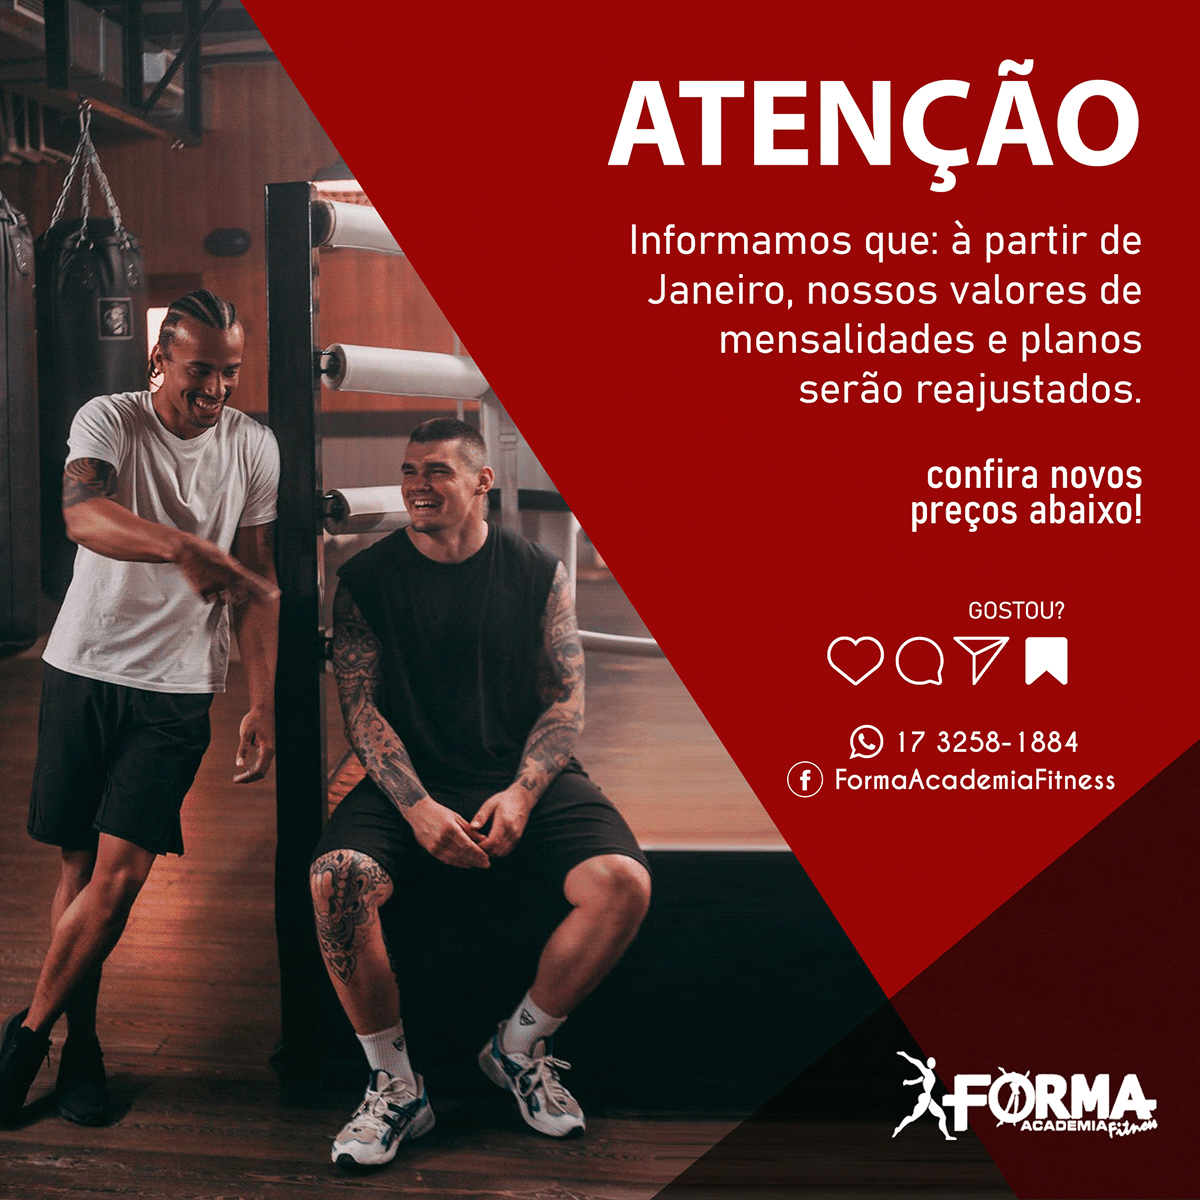 ATENÇÃO
Informamos que: à partir de
Janeiro, nossos valores de
mensalidades e planos
serão reajustados.
confira novos
preços abaixo!
GOSTOU?
17 3258-1884
FormaAcademiaFitness
FORMA
ACADEMIA Fitness